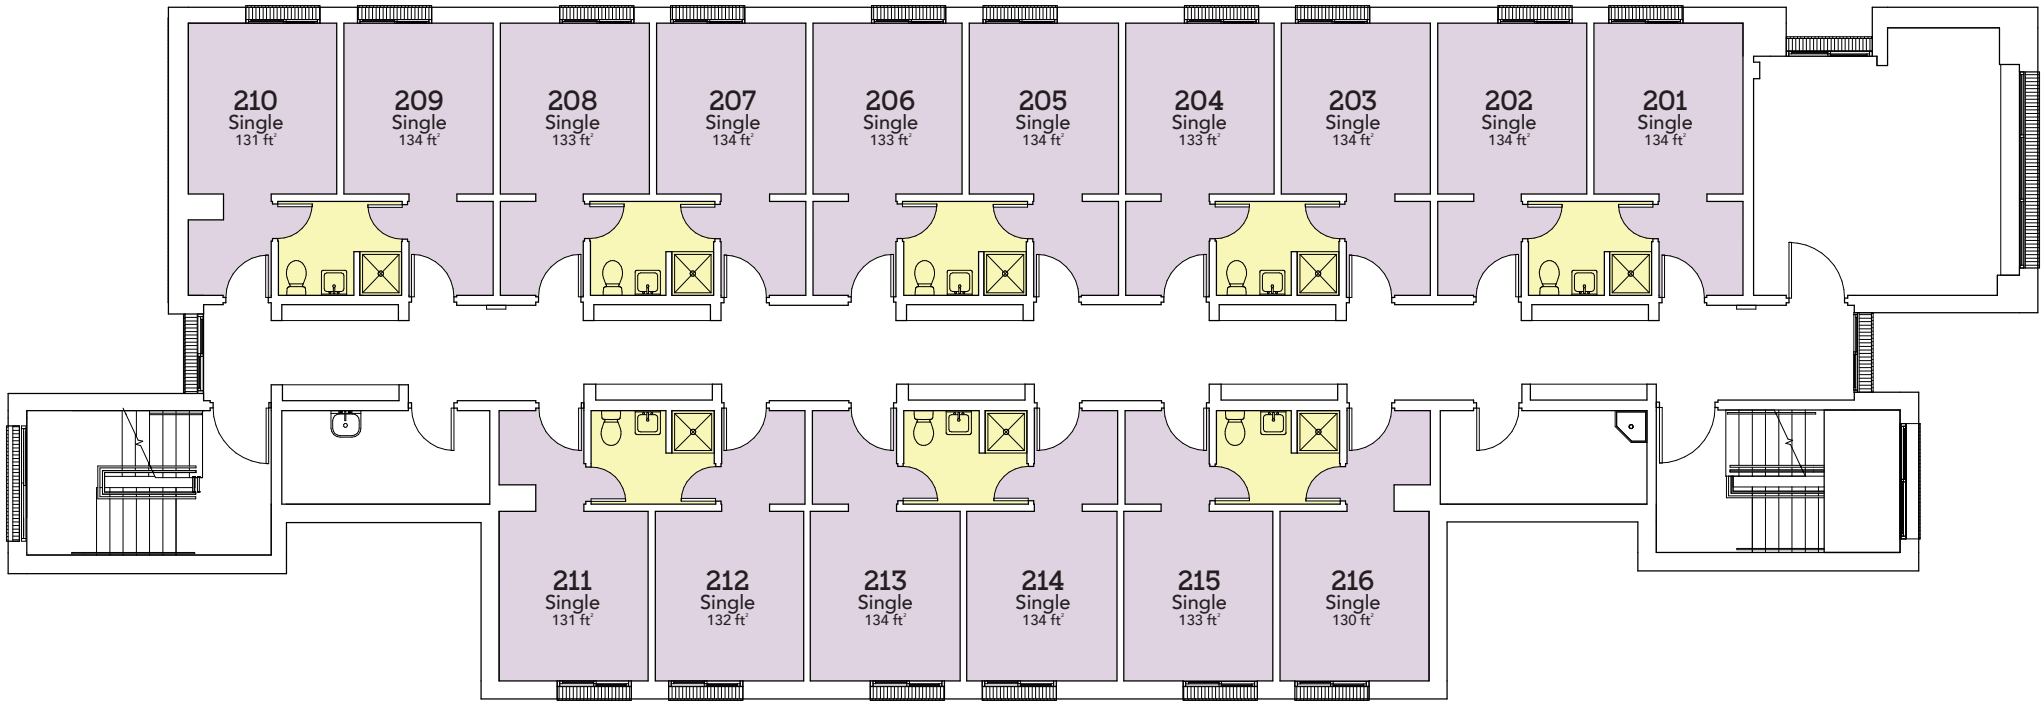 210
Single
131 ft²
209
Single
134 ft²
208
Single
133 ft²
207
Single
134 ft²
206
Single
133 ft²
205
Single
134 ft²
204
Single
133 ft²
203
Single
134 ft²
202
Single
134 ft²
201
Single
134 ft²
211
Single
131 ft²
212
Single
132 ft²
213
Single
134 ft²
214
Single
134 ft²
215
Single
133 ft²
216
Single
130 ft²